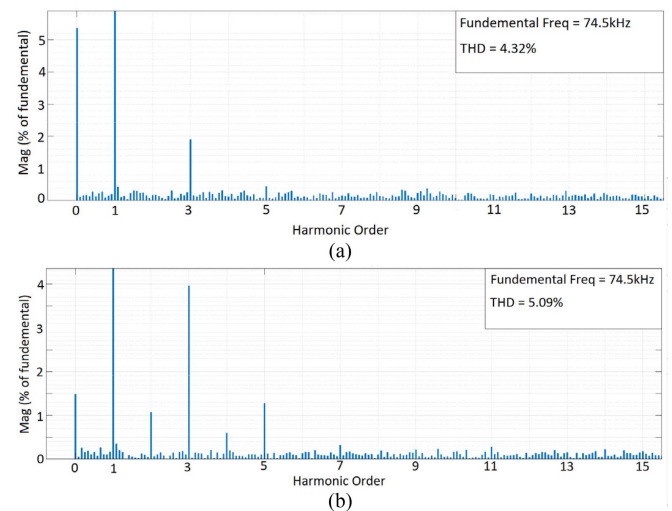 Fundemental Freq = 74.5kHz
THD = 4.32%
Mag (% of fundemental)
5
4
3
2
1
0
0 1 3 5 7 9 11 13 15
Harmonic Order
(a)
Fundemental Freq = 74.5kHz
THD = 5.09%
Mag (% of fundemental)
4
3
2
1
0
0 1 3 5 7 9 11 13 15
Harmonic Order
(b)